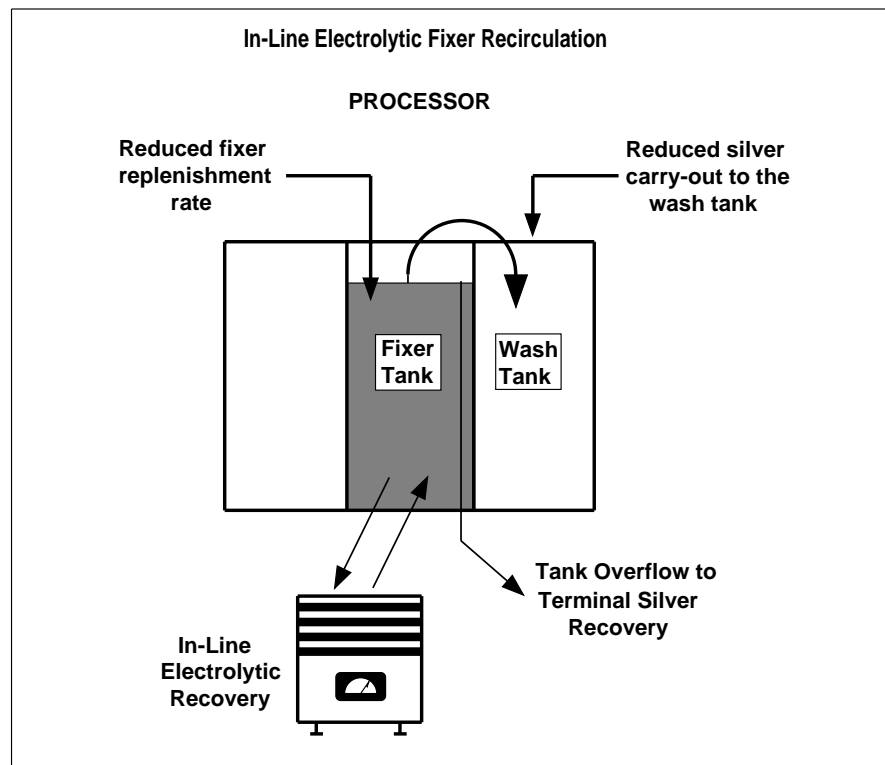 In-Line Electrolytic Fixer Recirculation
PROCESSOR
Reduced fixer
replenishment
rate
Reduced silver
carry-out to the
wash tank
Fixer
Tank
Wash
Tank
Tank Overflow to
Terminal Silver
Recovery
In-Line
Electrolytic
Recovery